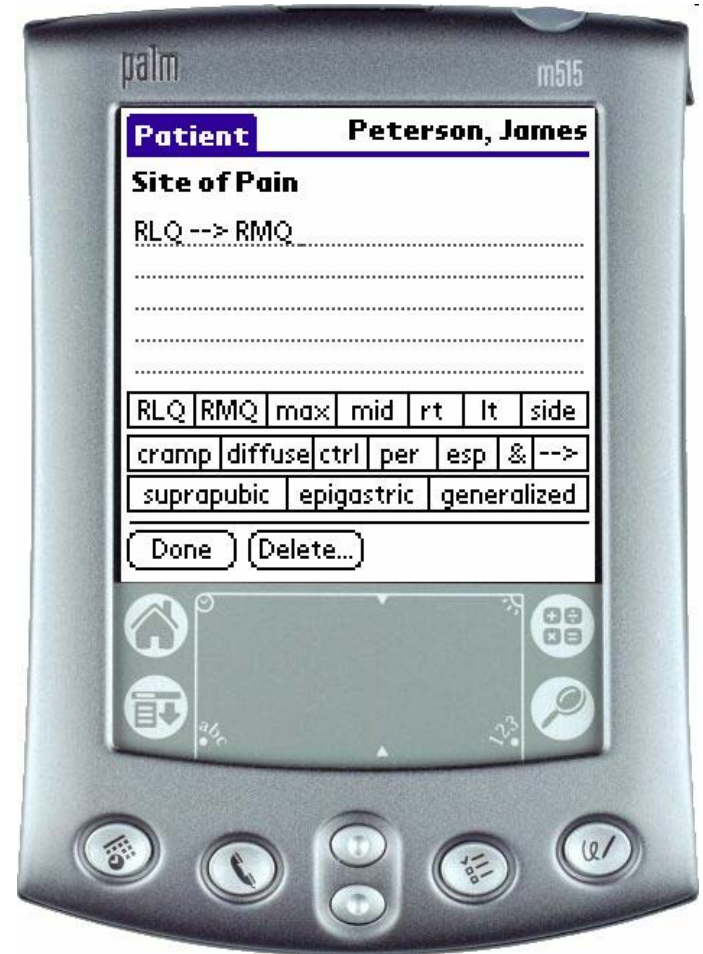 palm m515
Patient Peterson, James
Site of Pain
RLQ --> RMQ
RLQ RMQ max mid rt lt side
cramp diffuse ctrl per esp & -->
suprapubic epigastric generalized
Done Delete...
abc 123